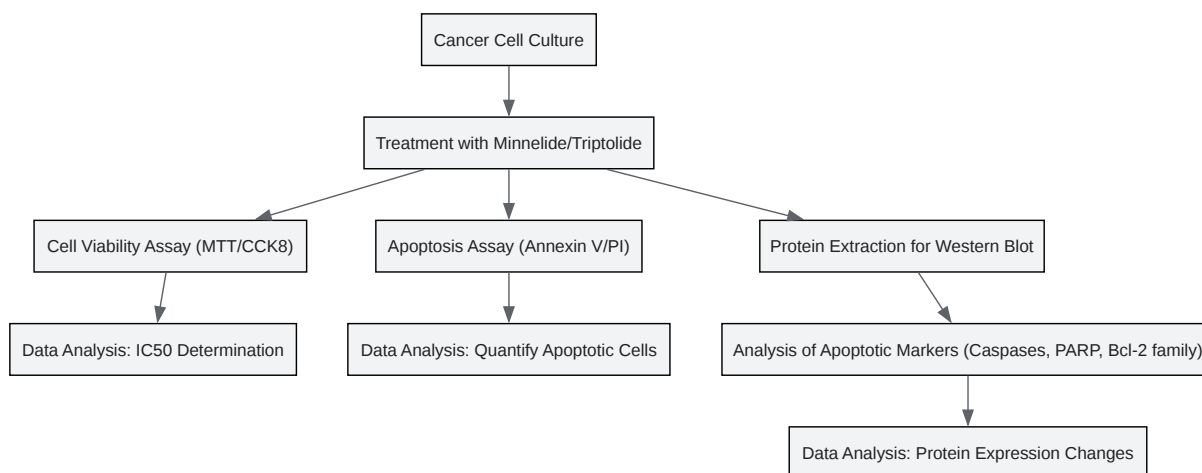 Cancer Cell Culture
Treatment with Minnelide/Triptolide
Cell Viability Assay (MTT/CCK8)
Apoptosis Assay (Annexin V/PI)
Protein Extraction for Western Blot
Data Analysis: IC50 Determination
Data Analysis: Quantify Apoptotic Cells
Analysis of Apoptotic Markers (Caspases, PARP, Bcl-2 family)
Data Analysis: Protein Expression Changes